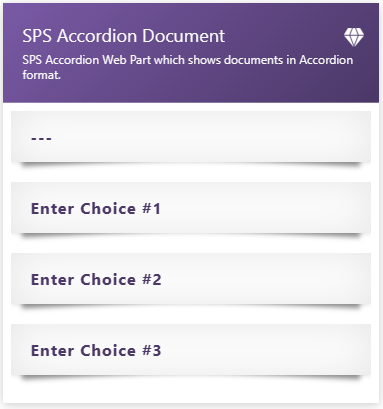 SPS Accordion Document
SPS Accordion Web Part which shows documents in Accordion
format.
---
Enter Choice #1
Enter Choice #2
Enter Choice #3